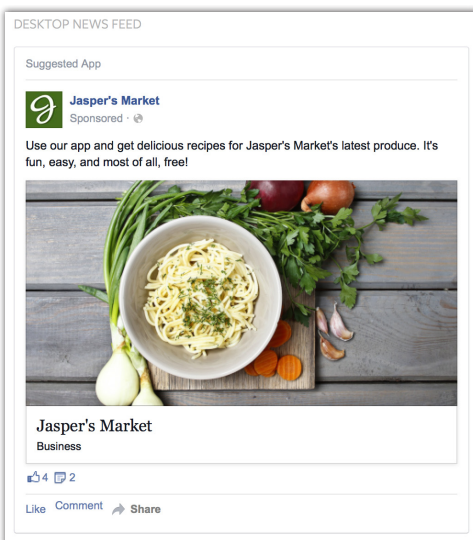 DESKTOP NEWS FEED
Suggested App
Jasper's Market
Sponsored ·
Use our app and get delicious recipes for Jasper's Market's latest produce. It's
fun, easy, and most of all, free!
Jasper's Market
Business
4 2
Like Comment Share